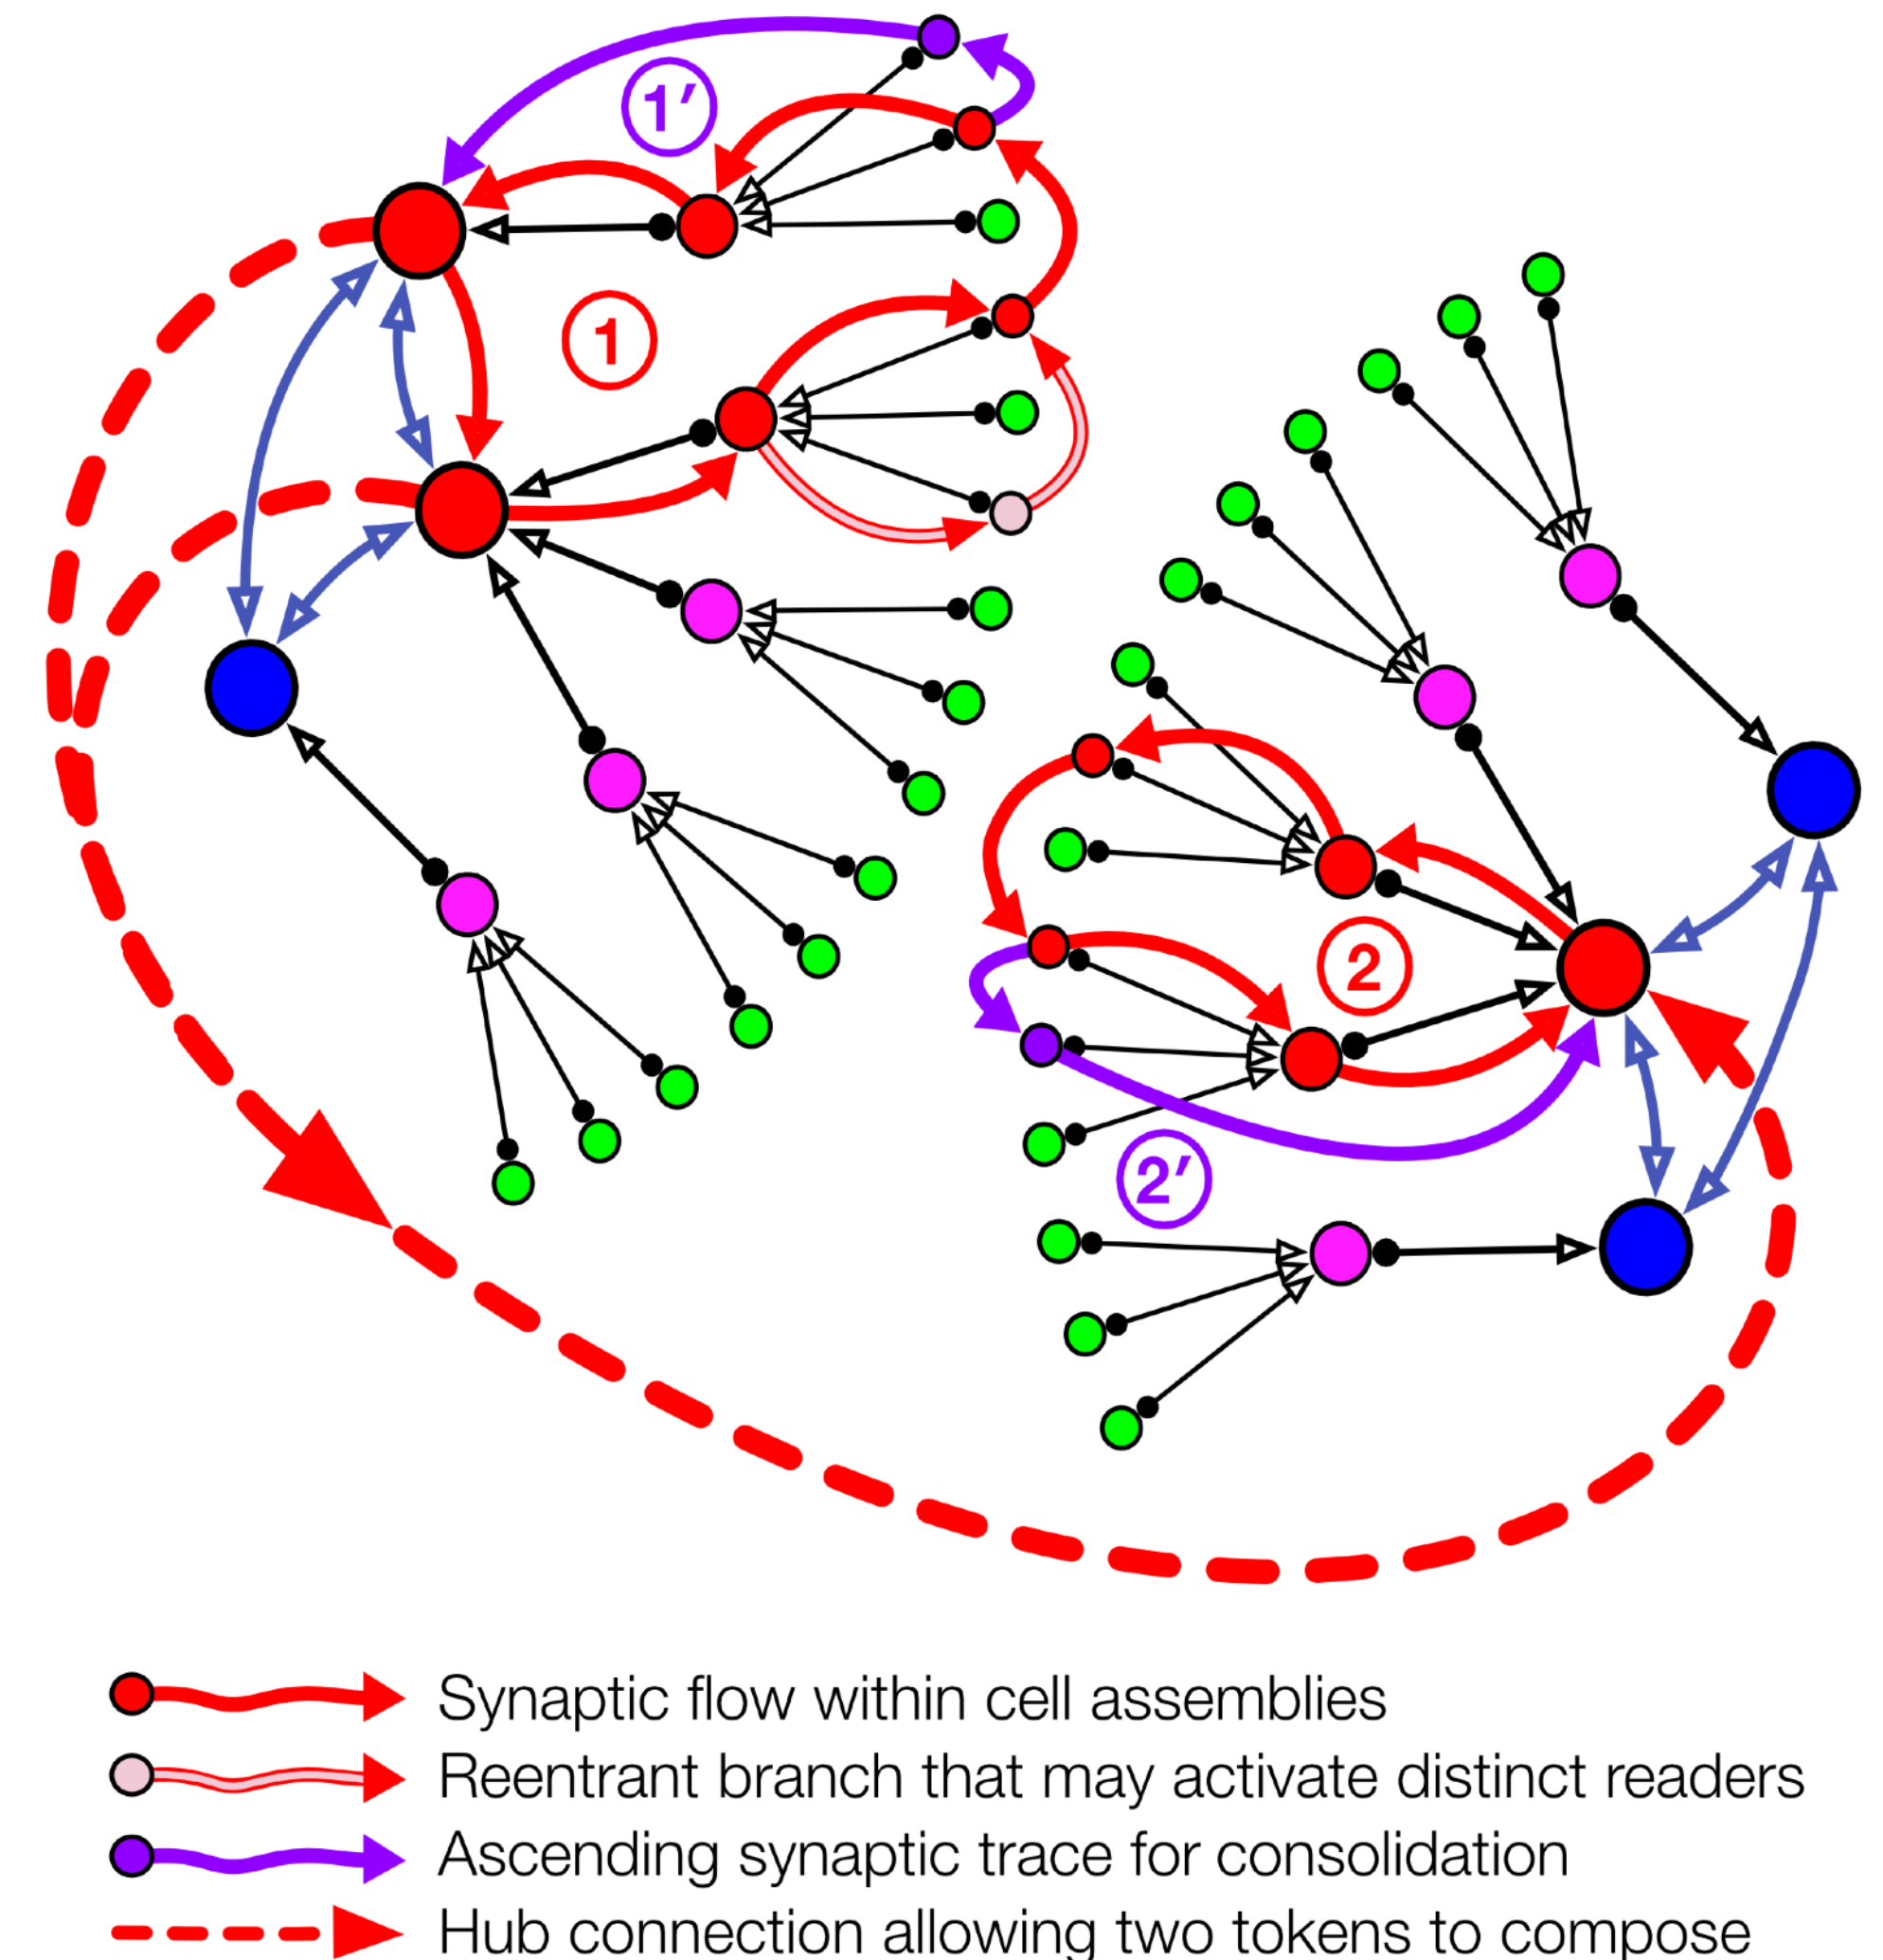 1′
1
2
2′
Synaptic flow within cell assemblies
Reentrant branch that may activate distinct readers
Ascending synaptic trace for consolidation
Hub connection allowing two tokens to compose